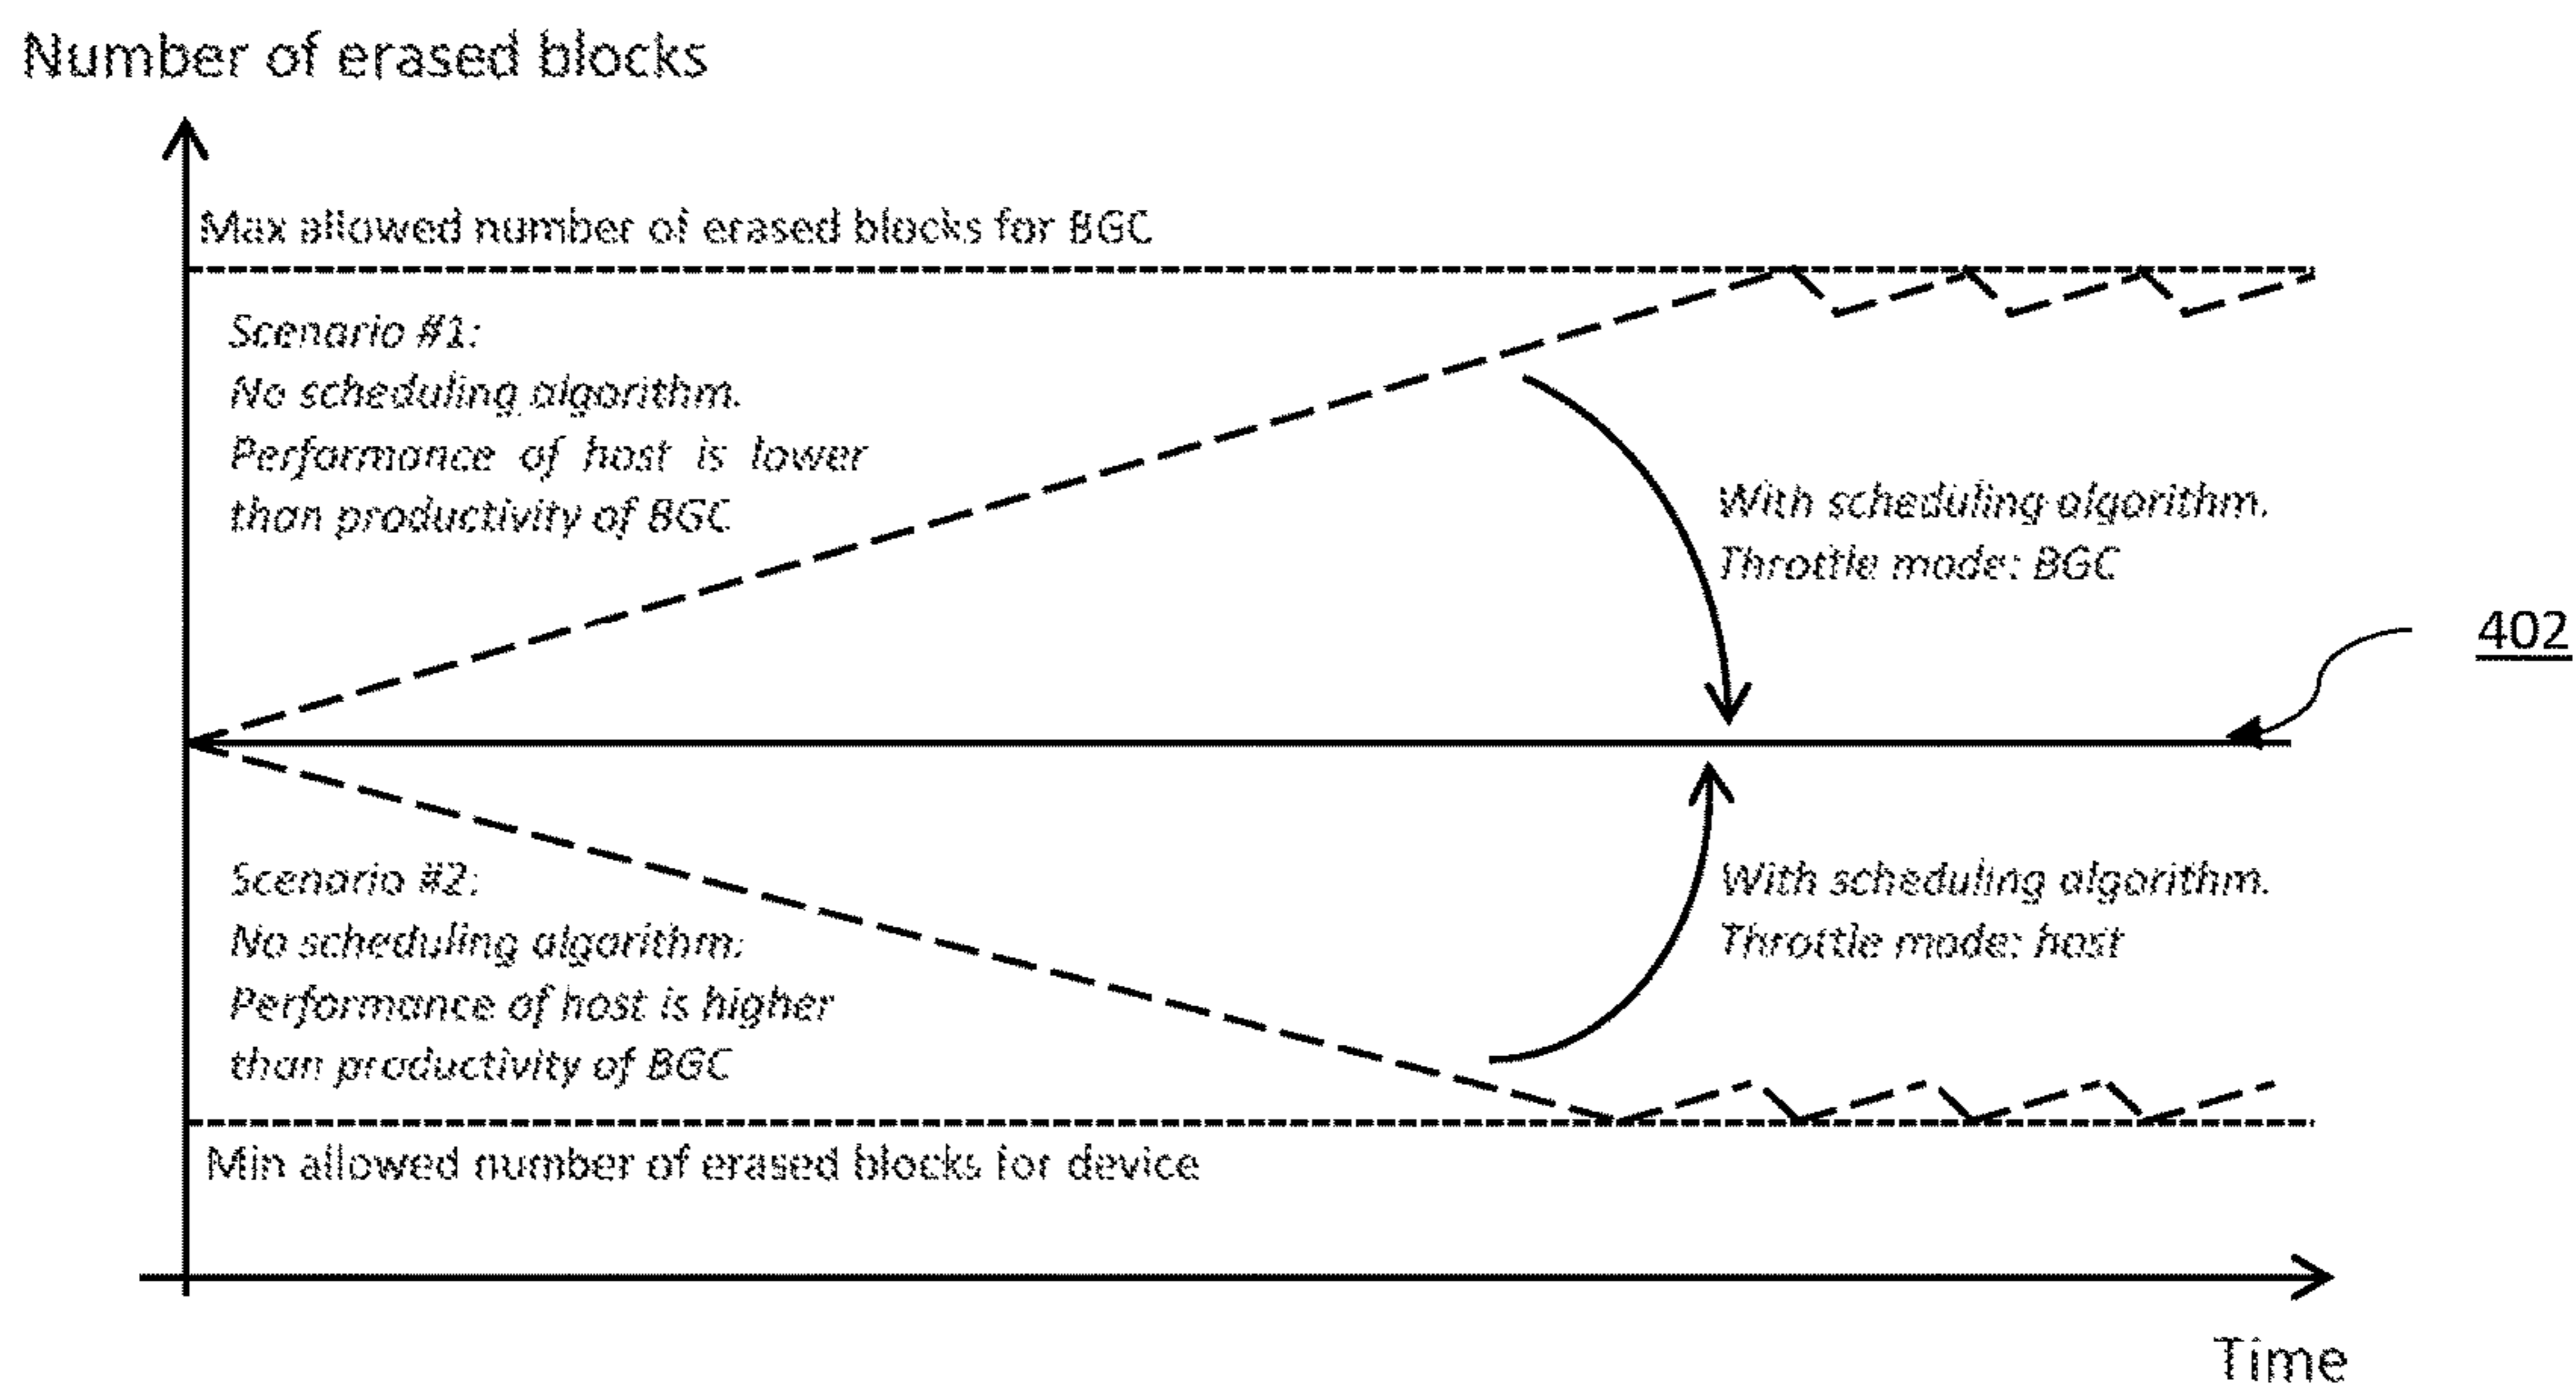 Number of erased blocks
Max allowed number of erased blocks for BGC
Scenario #1:
No scheduling algorithm.
Performance of host is lower
than productivity of BGC
With scheduling algorithm.
Throttle mode: BGC
402
Scenario #2:
No scheduling algorithm.
Performance of host is higher
than productivity of BGC
With scheduling algorithm.
Throttle mode: host
Min allowed number of erased blocks for device
Time